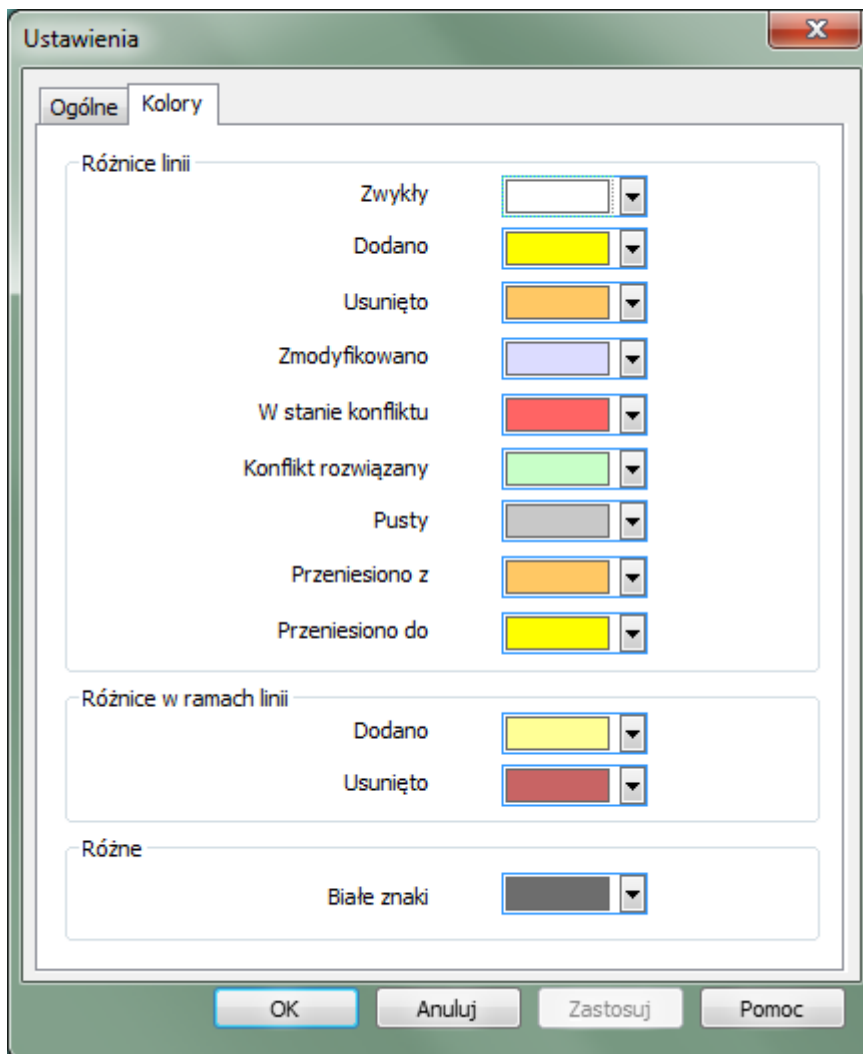 Ustawienia
Ogólne Kolory
Różnice linii
Zwykły
Dodano
Usunięto
Zmodyfikowano
W stanie konfliktu
Konflikt rozwiązany
Pusty
Przeniesiono z
Przeniesiono do
Różnice w ramach linii
Dodano
Usunięto
Różne
Białe znaki
OK Anuluj Zastosuj Pomoc